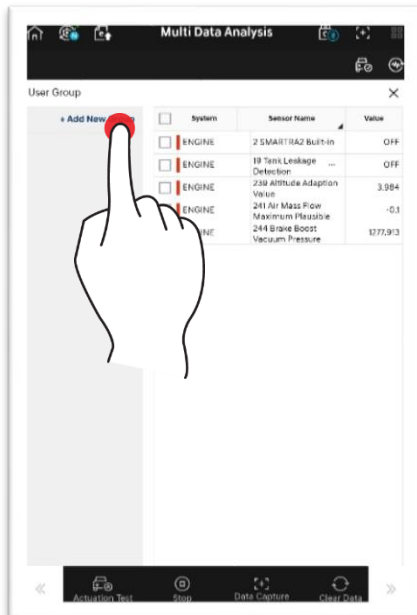 Multi Data Analysis
User Group
+ Add New
System Sensor Name Value
ENGINE 2 SMARTRA2 Built-in OFF
ENGINE 19 Tank Leakage ... OFF
Detection
ENGINE 239 Altitude Adaption 3.984
Value
ENGINE 241 Air Mass Flow -0.1
Maximum Plausible
244 Brake Boost 1277.913
Vacuum Pressure
Actuation Test Stop Data Capture Clear Data